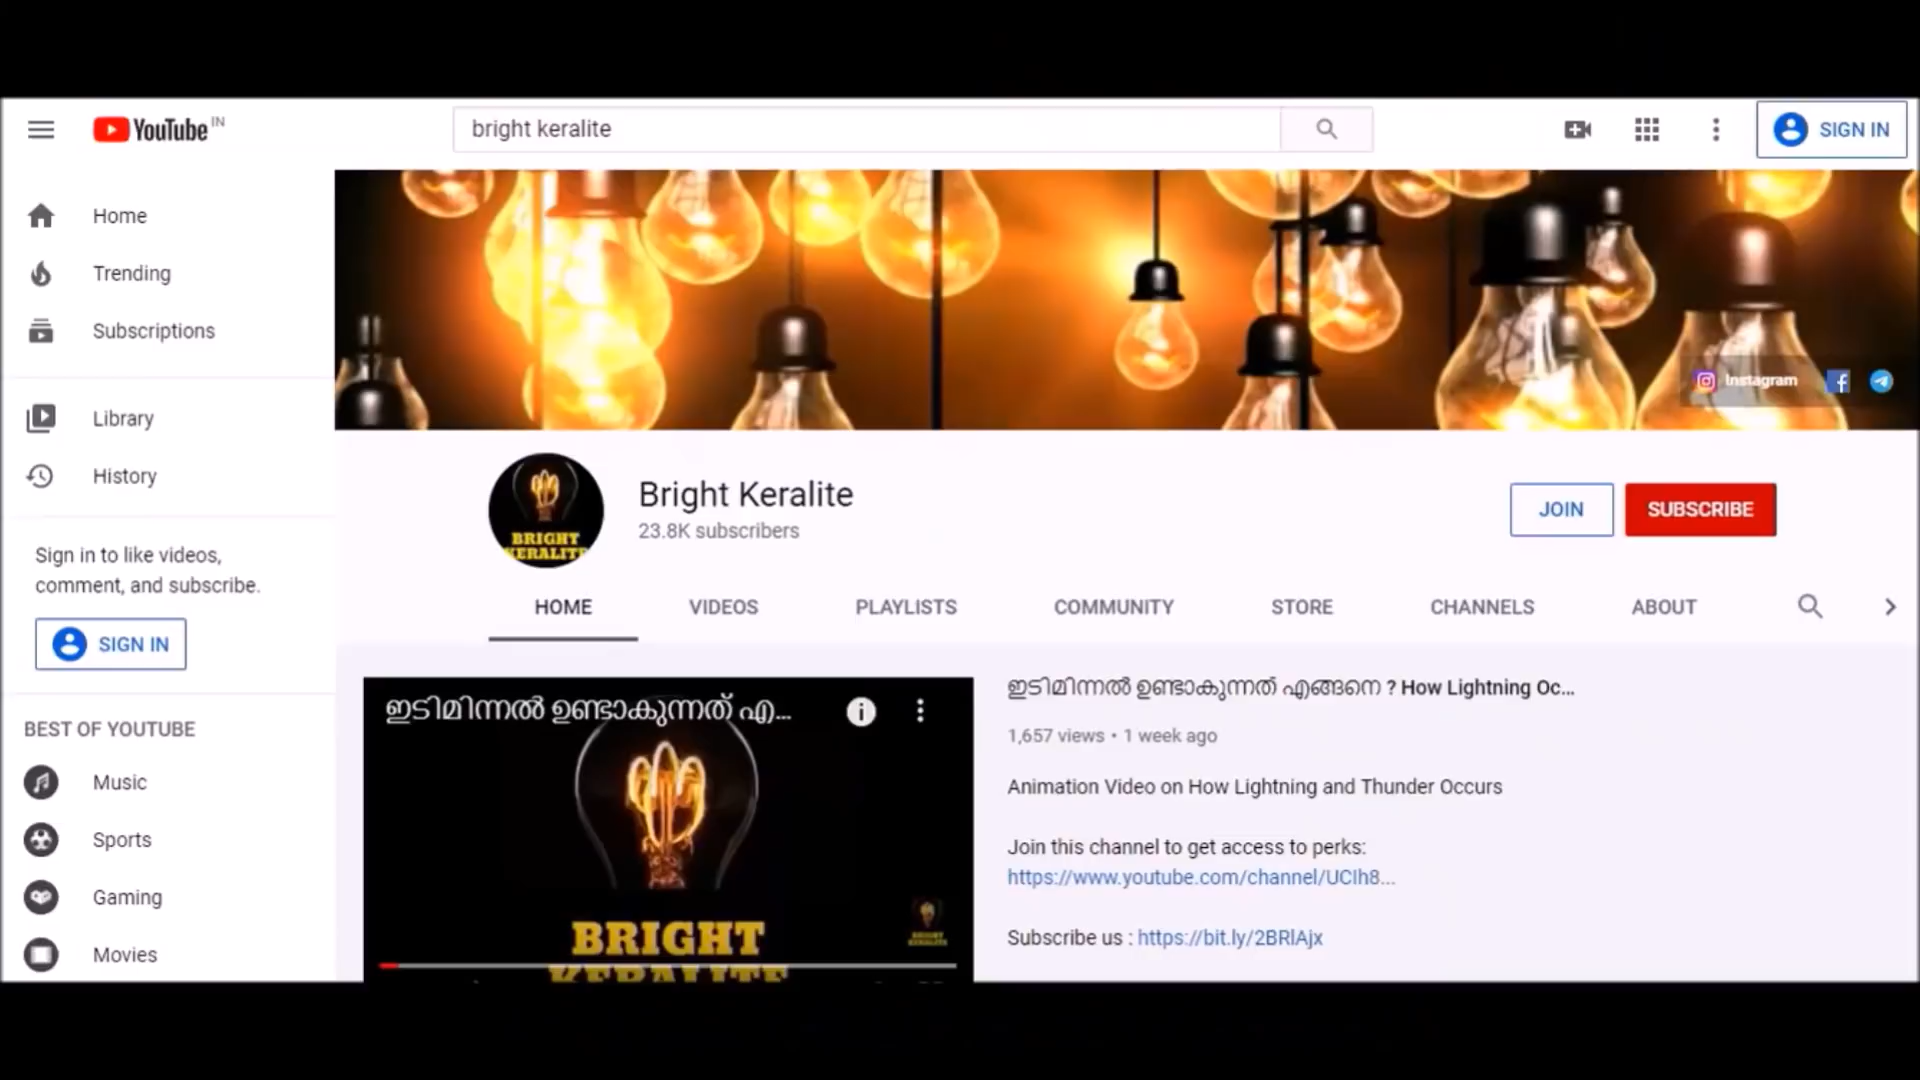 YouTube IN
bright keralite
SIGN IN
Home
Trending
Subscriptions
Library
History
Sign in to like videos,
comment, and subscribe.
SIGN IN
BEST OF YOUTUBE
Music
Sports
Gaming
Movies
Instagram
BRIGHT
KERALITE
Bright Keralite
23.8K subscribers
JOIN
SUBSCRIBE
HOME
VIDEOS
PLAYLISTS
COMMUNITY
STORE
CHANNELS
ABOUT
ഇടിമിന്നൽ ഉണ്ടാകുന്നത് എ...
BRIGHT
KERALITE
BRIGHT
KERALITE
ഇടിമിന്നൽ ഉണ്ടാകുന്നത് എങ്ങനെ ? How Lightning Oc...
1,657 views • 1 week ago
Animation Video on How Lightning and Thunder Occurs
Join this channel to get access to perks:
https://www.youtube.com/channel/UCIh8...
Subscribe us : https://bit.ly/2BRlAjx